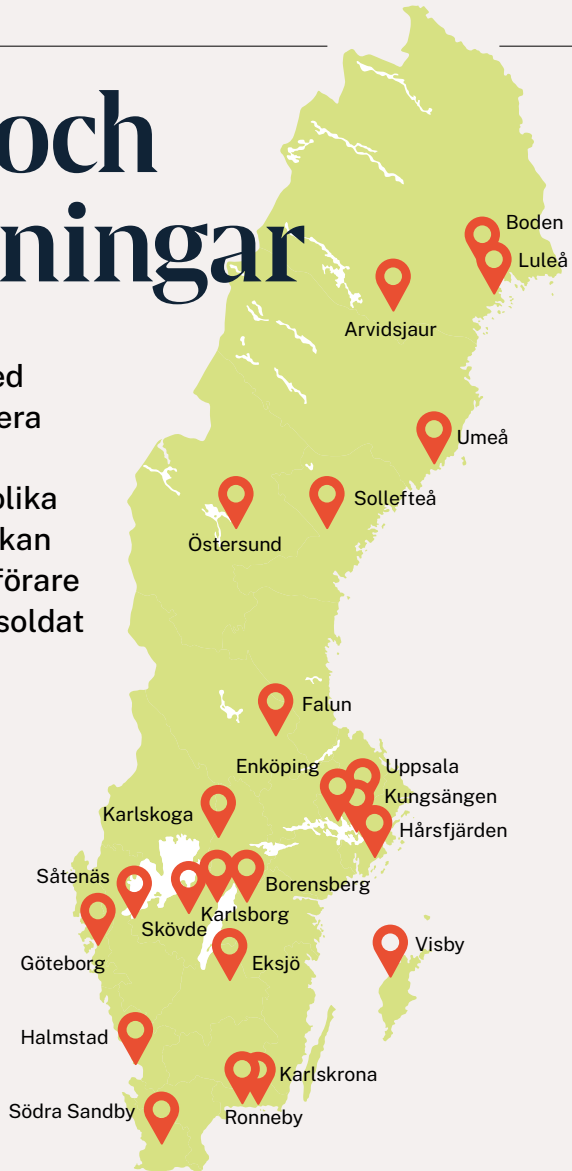 och
ningar
ed
era
olika
kan
förare
soldat
Boden
Luleå
Arvidsjaur
Umeå
Sollefteå
Östersund
Falun
Enköping
Uppsala
Kungsängen
Karlskoga
Hårsfjärden
Såtenäs
Borensberg
Karlsborg
Skövde
Göteborg
Eksjö
Visby
Halmstad
Karlskrona
Södra Sandby
Ronneby